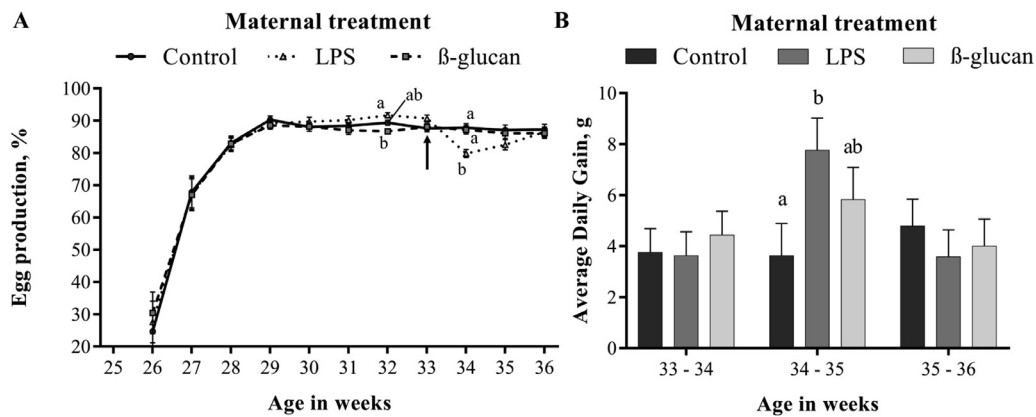 A
Maternal treatment
Control LPS ß-glucan
Egg production, %
100
90
80
70
60
50
40
30
20
a
ab
b
a
a
b
25 26 27 28 29 30 31 32 33 34 35 36
Age in weeks
B
Maternal treatment
Control LPS ß-glucan
Average Daily Gain, g
10
8
6
4
2
0
a
b
ab
33 - 34 34 - 35 35 - 36
Age in weeks